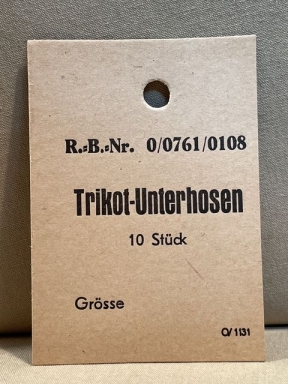 R.=B.=Nr. 0/0761/0108
Trikot-Unterhosen
10 Stück
Grösse
O/1131